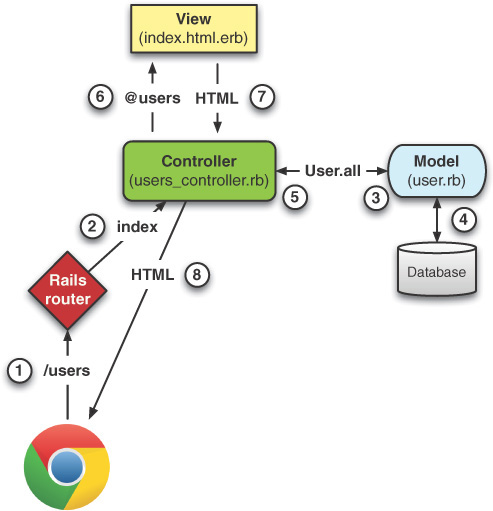 View
(index.html.erb)
6 @users HTML 7
Controller
(users_controller.rb)
User.all
5
3
Model
(user.rb)
4
Database
2 index
HTML 8
Rails
router
1 /users